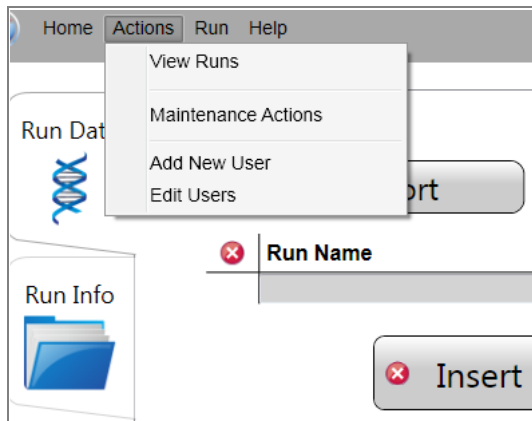 Home Actions Run Help
View Runs
Maintenance Actions
Run Dat
Add New User
Edit Users
ort
Run Name
Run Info
Insert